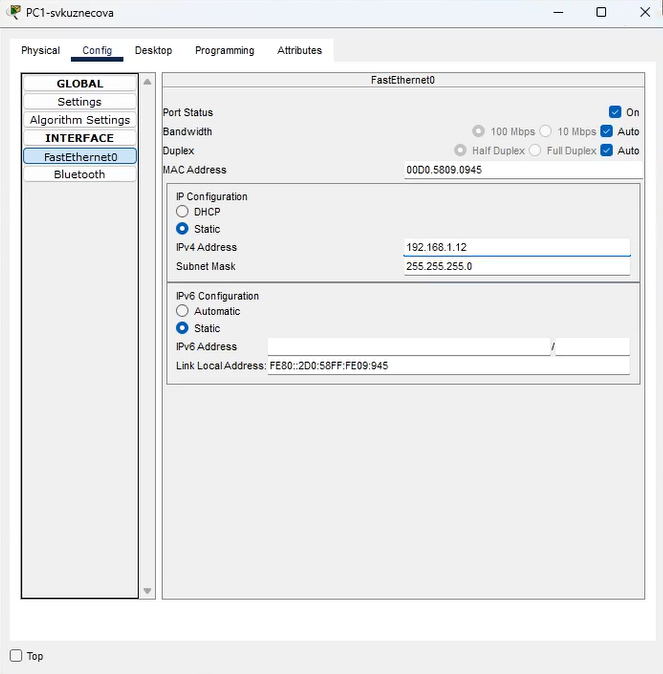 PC1-svkuznecova
Physical Config Desktop Programming Attributes
GLOBAL
Settings
Algorithm Settings
INTERFACE
FastEthernet0
Bluetooth
FastEthernet0
Port Status On
Bandwidth 100 Mbps 10 Mbps Auto
Duplex Half Duplex Full Duplex Auto
MAC Address 00D0.5809.0945
IP Configuration
DHCP
Static
IPv4 Address 192.168.1.12
Subnet Mask 255.255.255.0
IPv6 Configuration
Automatic
Static
IPv6 Address /
Link Local Address: FE80::2D0:58FF:FE09:945
Top